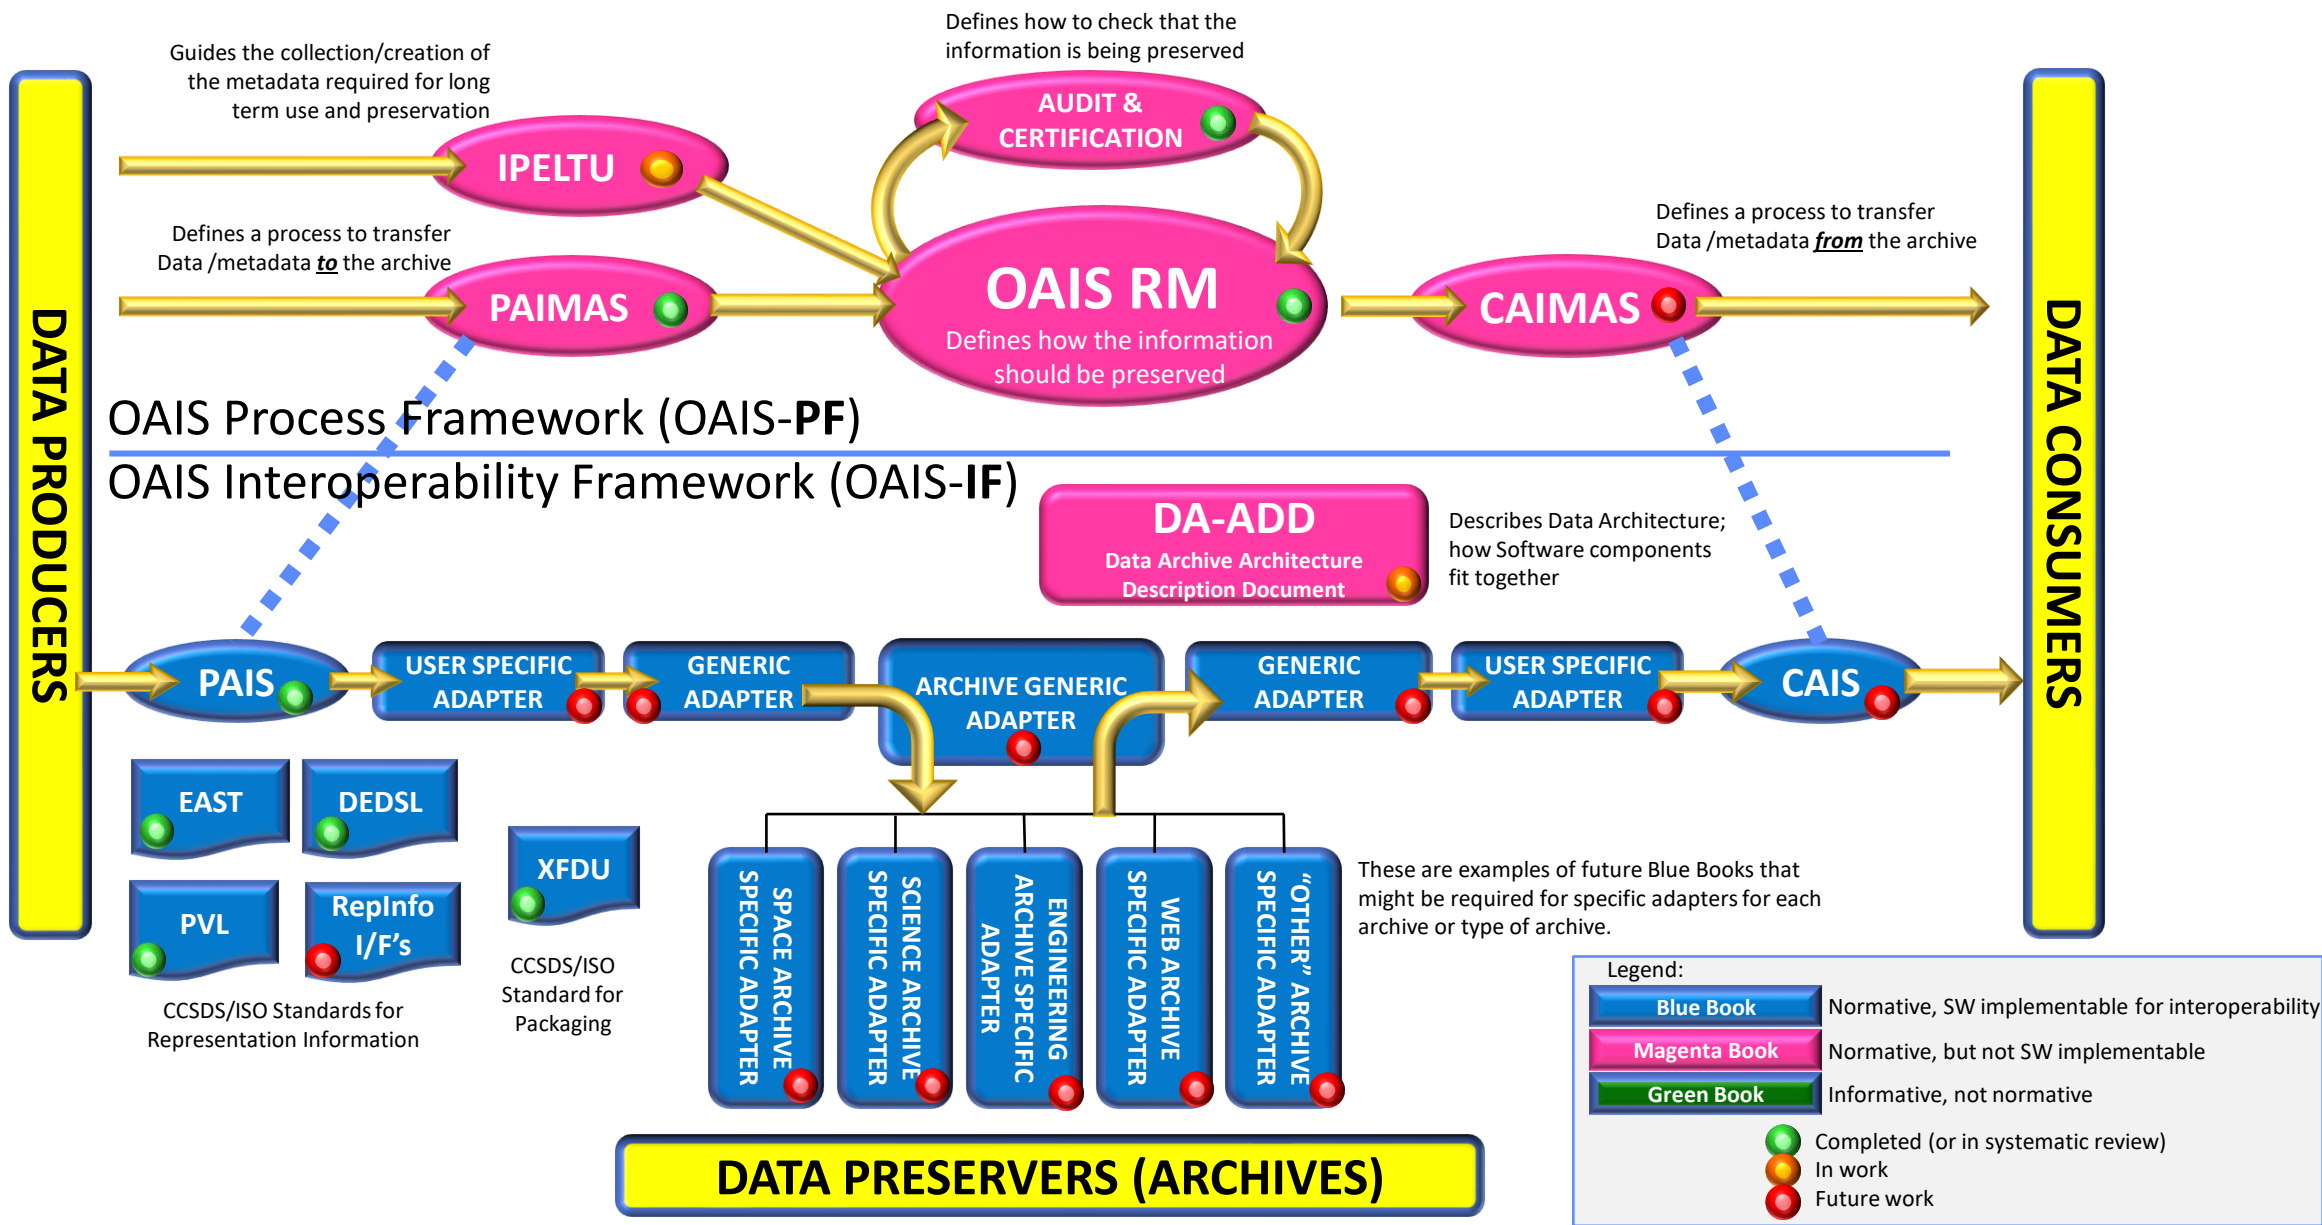 Defines how to check that the
information is being preserved
Guides the collection/creation of
the metadata required for long
term use and preservation
AUDIT &
CERTIFICATION
IPELTU
Defines a process to transfer
Data /metadata to the archive
Defines a process to transfer
Data /metadata from the archive
PAIMAS
OAIS RM
Defines how the information
should be preserved
CAIMAS
DATA PRODUCERS
DATA CONSUMERS
OAIS Process Framework (OAIS-PF)
OAIS Interoperability Framework (OAIS-IF)
DA-ADD
Data Archive Architecture
Description Document
Describes Data Architecture;
how Software components
fit together
PAIS
USER SPECIFIC
ADAPTER
GENERIC
ADAPTER
ARCHIVE GENERIC
ADAPTER
GENERIC
ADAPTER
USER SPECIFIC
ADAPTER
CAIS
EAST
DEDSL
PVL
RepInfo
I/F's
XFDU
CCSDS/ISO Standards for
Representation Information
CCSDS/ISO
Standard for
Packaging
SPACE ARCHIVE
SPECIFIC ADAPTER
SCIENCE ARCHIVE
SPECIFIC ADAPTER
ENGINEERING
ARCHIVE SPECIFIC
ADAPTER
WEB ARCHIVE
SPECIFIC ADAPTER
“OTHER” ARCHIVE
SPECIFIC ADAPTER
These are examples of future Blue Books that
might be required for specific adapters for each
archive or type of archive.
DATA PRESERVERS (ARCHIVES)
Legend:
Blue Book
Normative, SW implementable for interoperability
Magenta Book
Normative, but not SW implementable
Green Book
Informative, not normative
Completed (or in systematic review)
In work
Future work